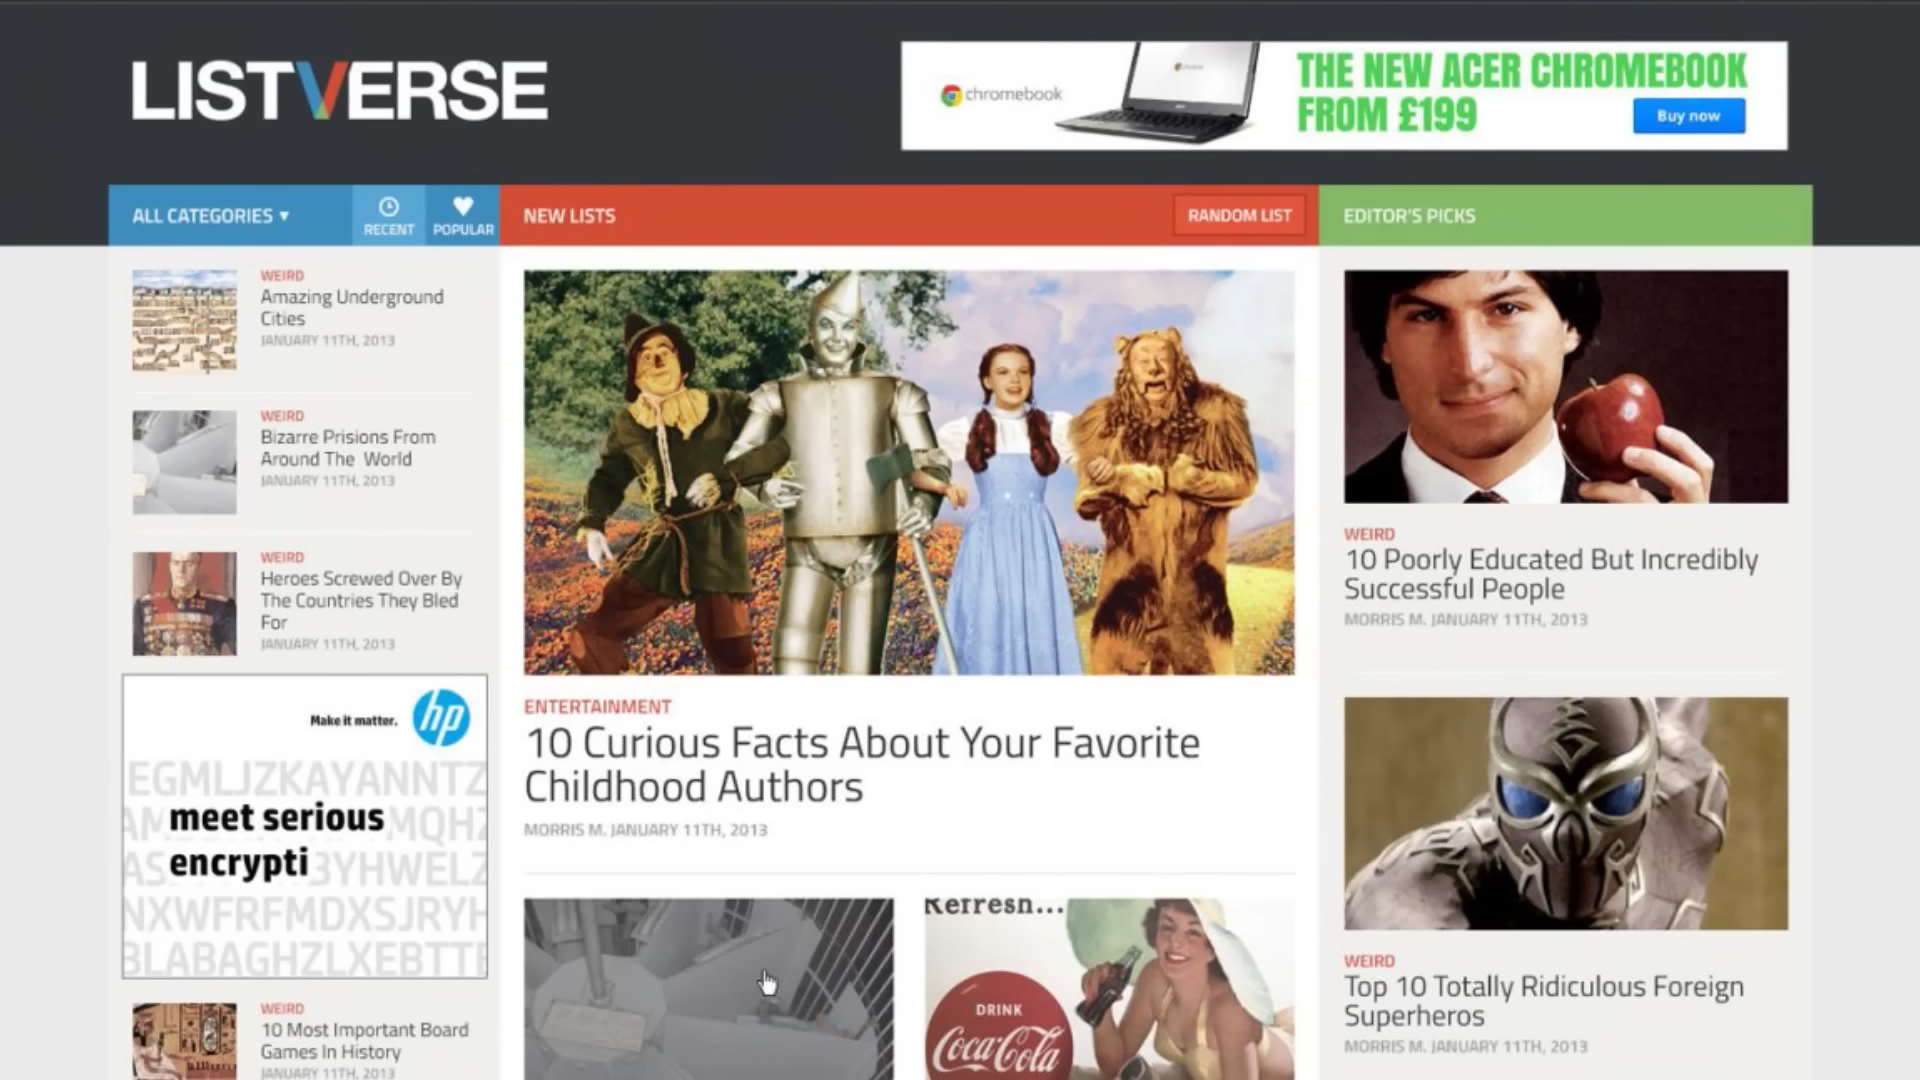 LISTVERSE
chromebook
THE NEW ACER CHROMEBOOK
FROM £199
Buy now
ALL CATEGORIES ▾
RECENT
POPULAR
NEW LISTS
RANDOM LIST
EDITOR'S PICKS
WEIRD
Amazing Underground
Cities
JANUARY 11TH, 2013
WEIRD
Bizarre Prisions From
Around The World
JANUARY 11TH, 2013
WEIRD
Heroes Screwed Over By
The Countries They Bled
For
JANUARY 11TH, 2013
Make it matter.
hp
EGMLJZKAYANNTZ
meet serious
MQHZ
encrypti
3YHWELZ
NXWFRFMDXSJRYH
BLABAGHZLXEBTTF
WEIRD
10 Most Important Board
Games In History
JANUARY 11TH, 2013
ENTERTAINMENT
10 Curious Facts About Your Favorite
Childhood Authors
MORRIS M. JANUARY 11TH, 2013
Refresh...
DRINK
Coca-Cola
WEIRD
10 Poorly Educated But Incredibly
Successful People
MORRIS M. JANUARY 11TH, 2013
WEIRD
Top 10 Totally Ridiculous Foreign
Superheros
MORRIS M. JANUARY 11TH, 2013